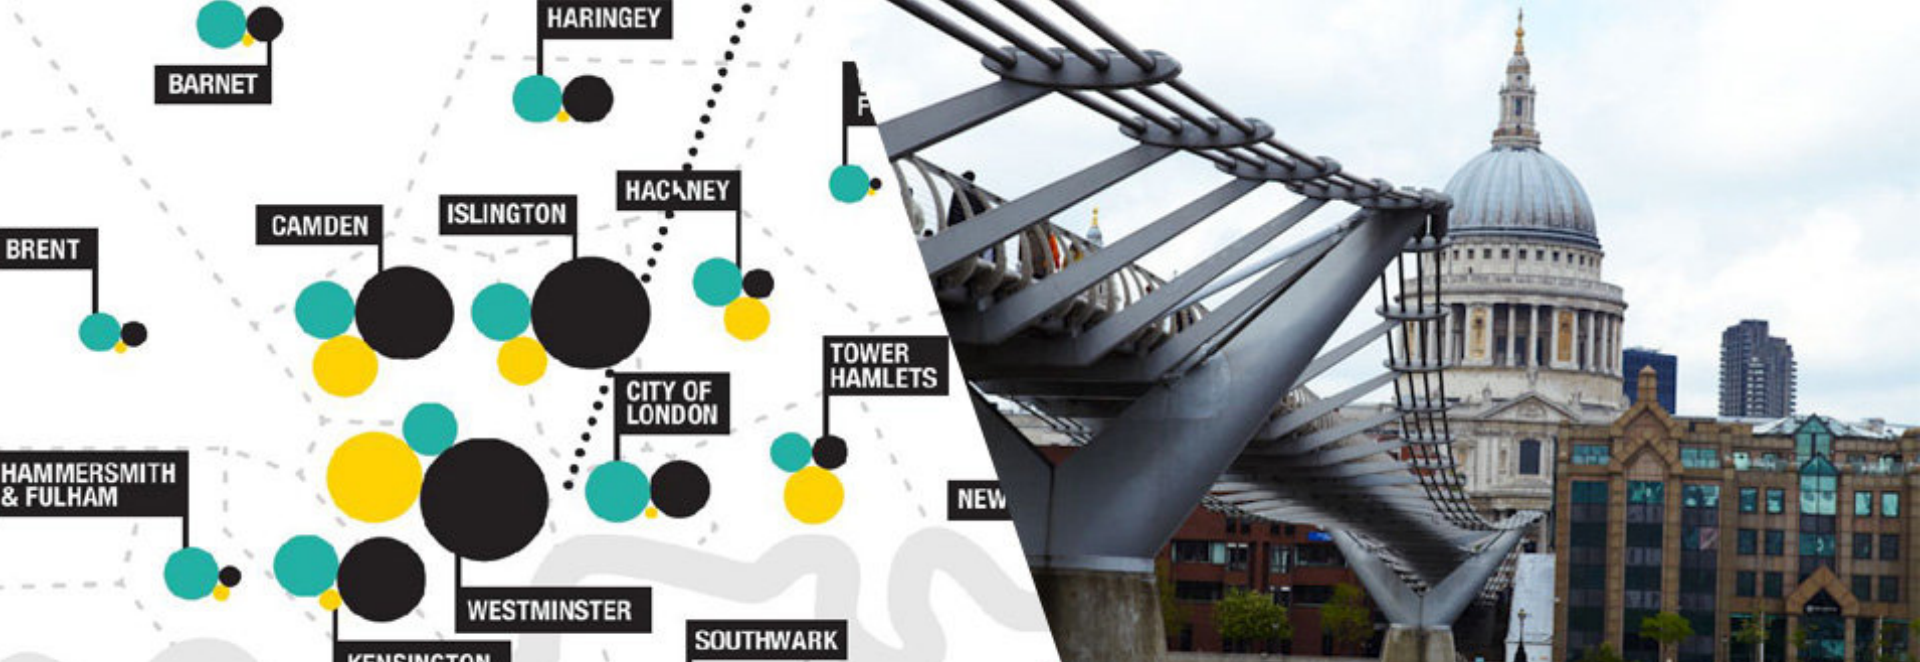 HARINGEY
BARNET
HACKNEY
CAMDEN
ISLINGTON
BRENT
TOWER
HAMLETS
CITY OF
LONDON
HAMMERSMITH
& FULHAM
NEW
WESTMINSTER
SOUTHWARK
KENSINGTON